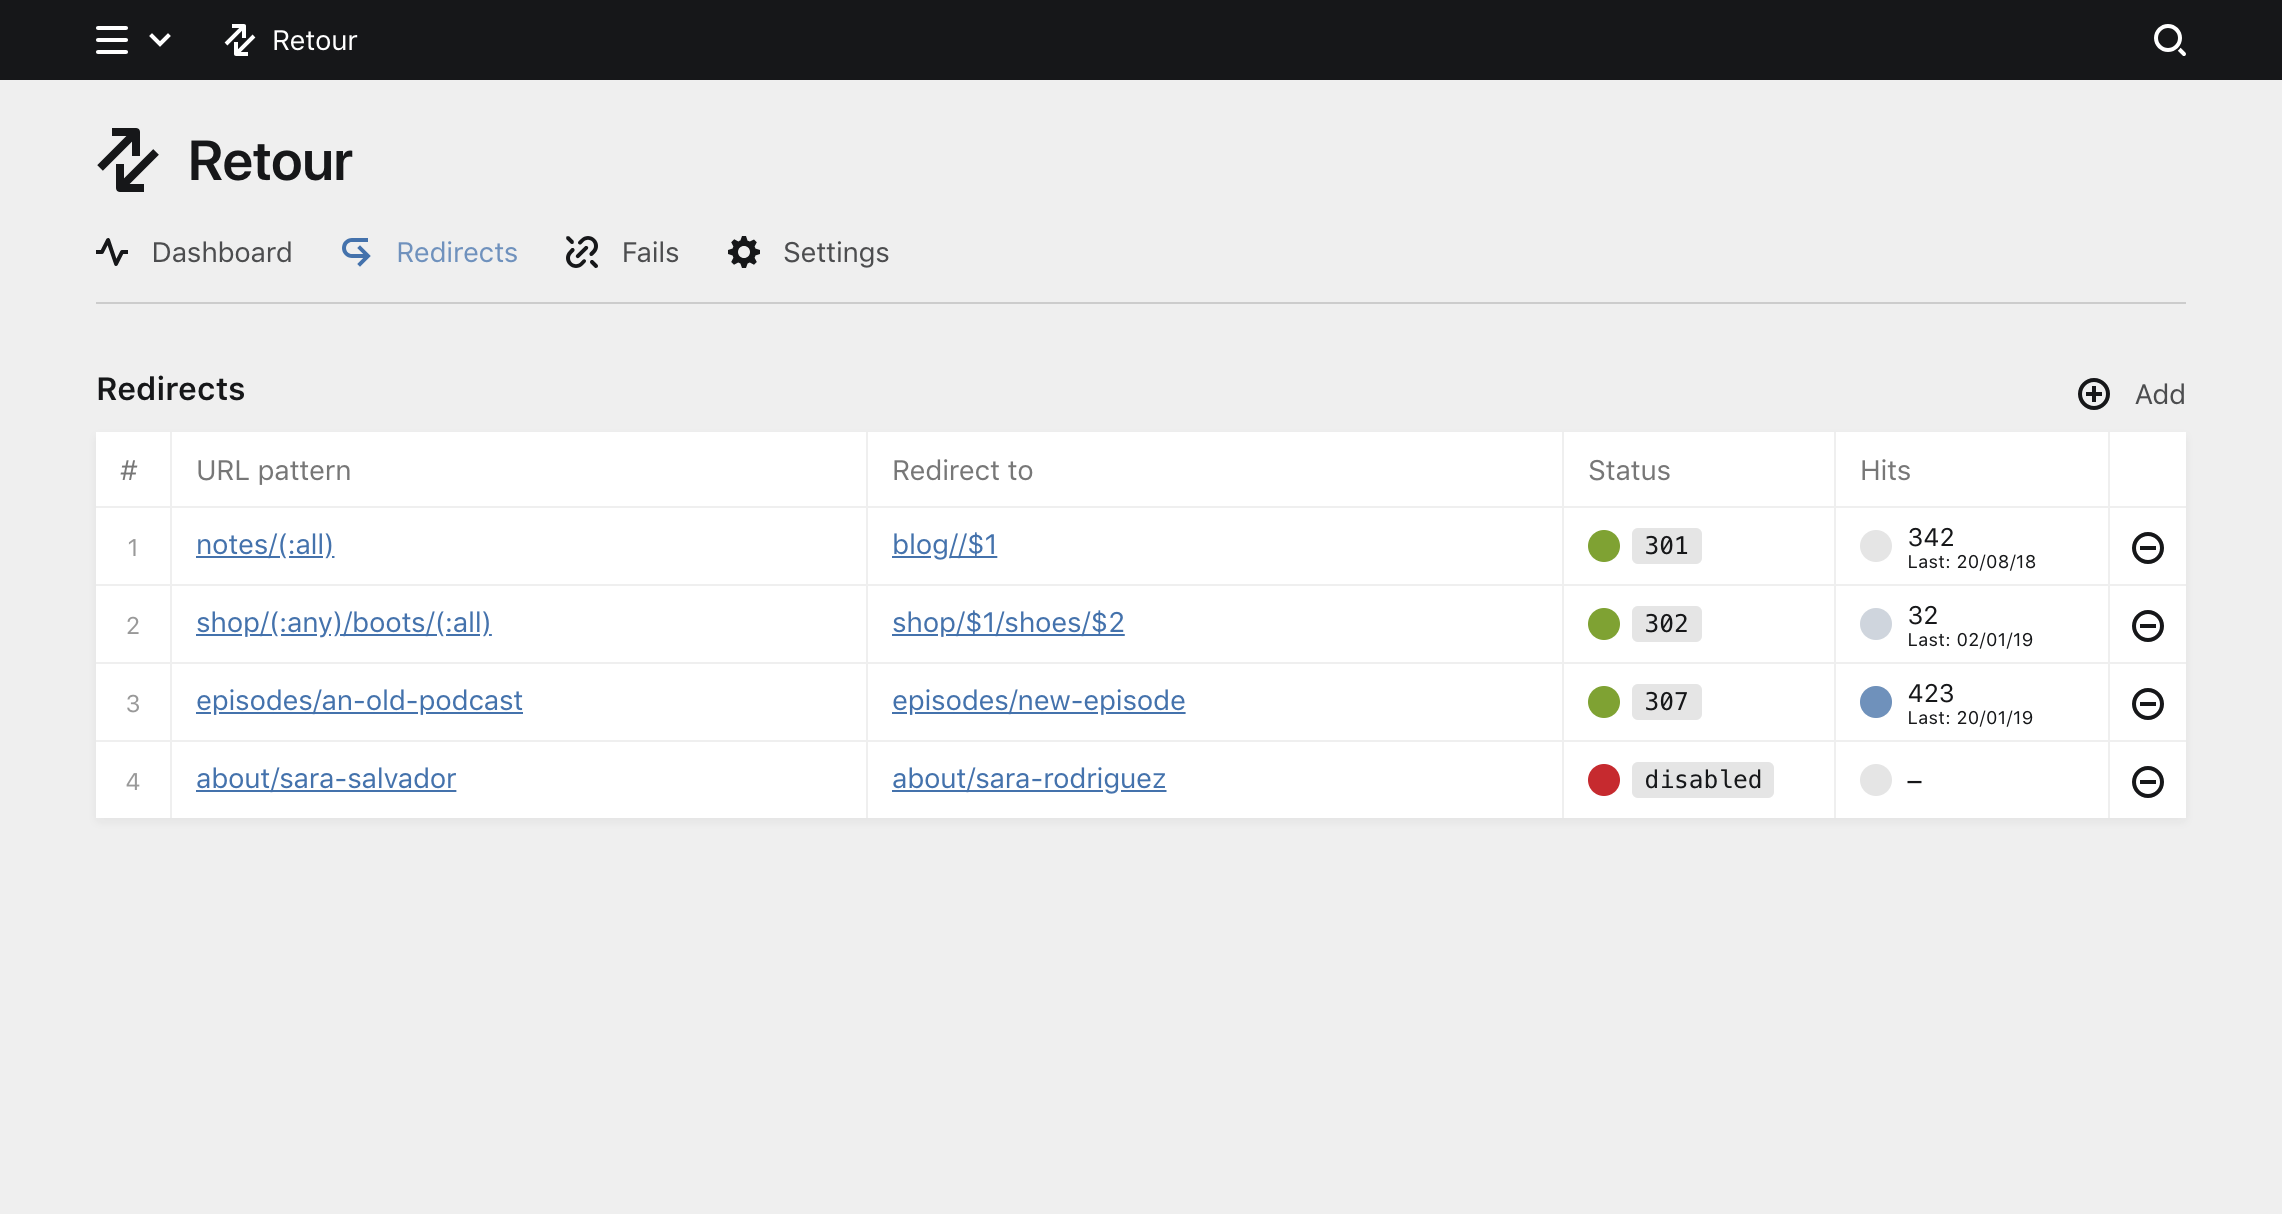 Retour
Retour
Dashboard Redirects Fails Settings
Redirects
Add
# URL pattern Redirect to Status Hits
1 notes/(:all) blog//$1 301 342
Last: 20/08/18
2 shop/(:any)/boots/(:all) shop/$1/shoes/$2 302 32
Last: 02/01/19
3 episodes/an-old-podcast episodes/new-episode 307 423
Last: 20/01/19
4 about/sara-salvador about/sara-rodriguez disabled –